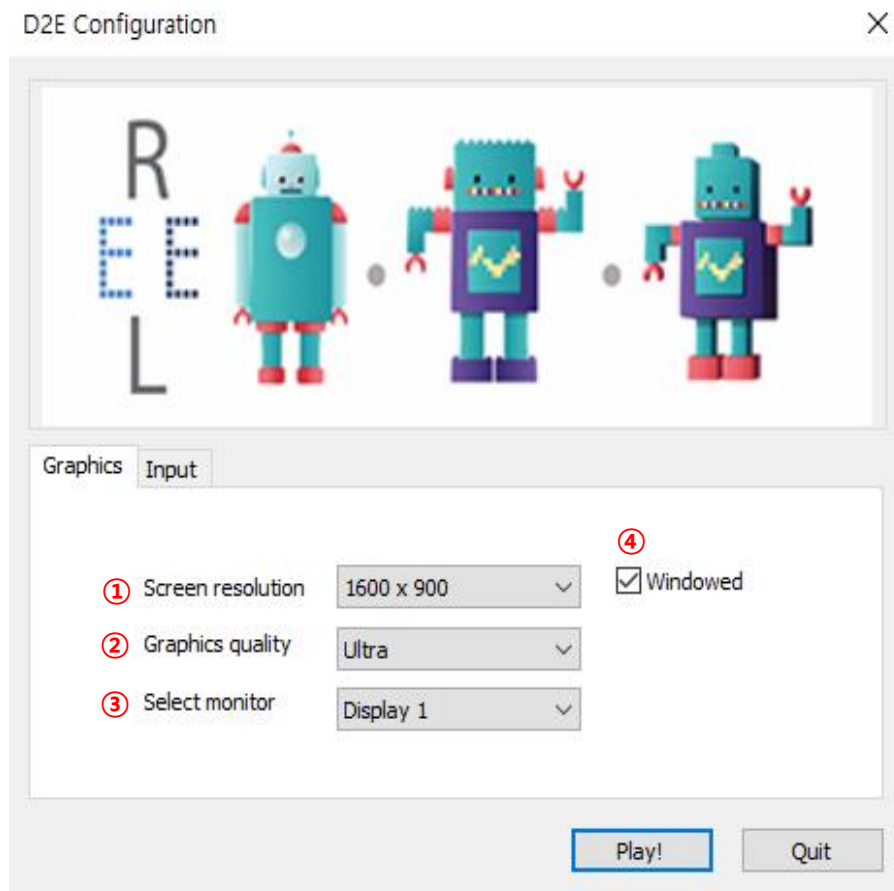 D2E Configuration
R
E E
L
Graphics
Input
④
① Screen resolution 1600 x 900 Windowed
② Graphics quality Ultra
③ Select monitor Display 1
Play! Quit